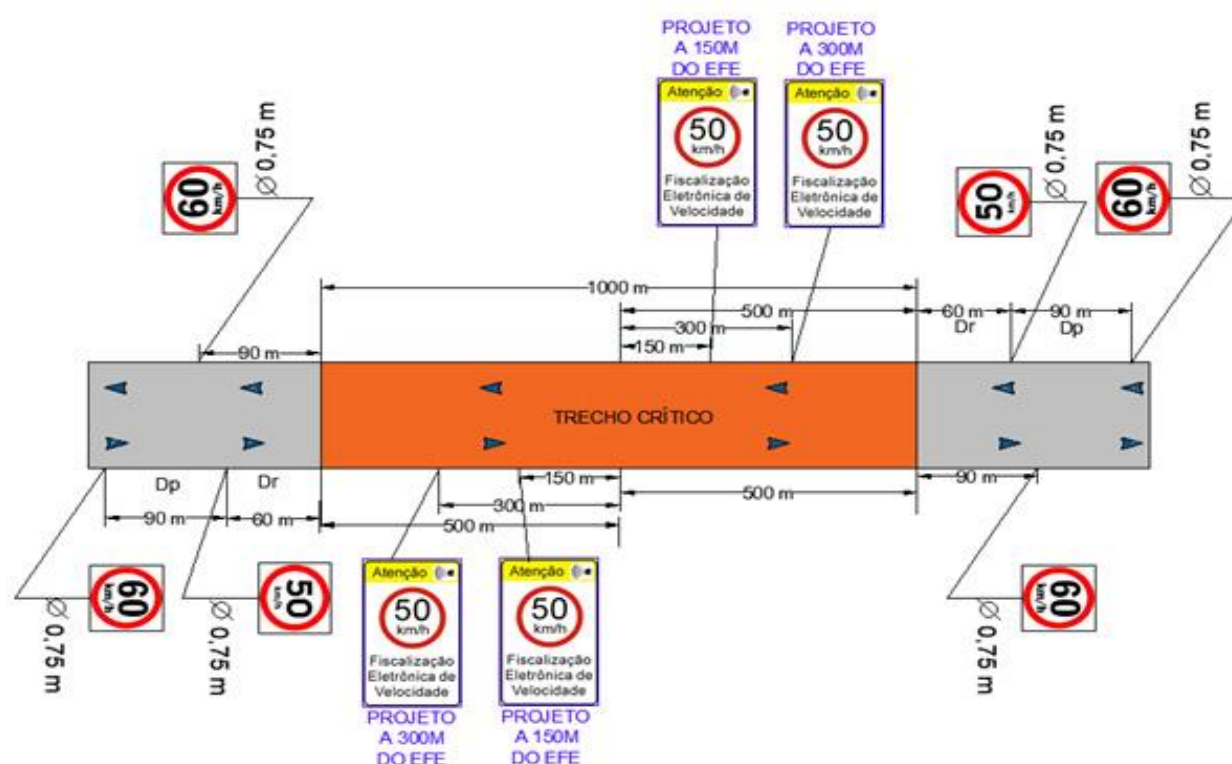 PROJETO
A 150M
DO EFE
PROJETO
A 300M
DO EFE
Atenção
50
km/h
Fiscalização
Eletrônica de
Velocidade
Atenção
50
km/h
Fiscalização
Eletrônica de
Velocidade
60
km/h
Ø 0,75 m
50
km/h
Ø 0,75 m
60
km/h
Ø 0,75 m
1000 m
500 m
60 m
90 m
Dr
Dp
300 m
150 m
90 m
TRECHO CRÍTICO
Dp
Dr
150 m
90 m
90 m
60 m
300 m
500 m
500 m
60
km/h
Ø 0,75 m
50
km/h
Ø 0,75 m
Atenção
50
km/h
Fiscalização
Eletrônica de
Velocidade
PROJETO
A 300M
DO EFE
Atenção
50
km/h
Fiscalização
Eletrônica de
Velocidade
PROJETO
A 150M
DO EFE
60
km/h
Ø 0,75 m